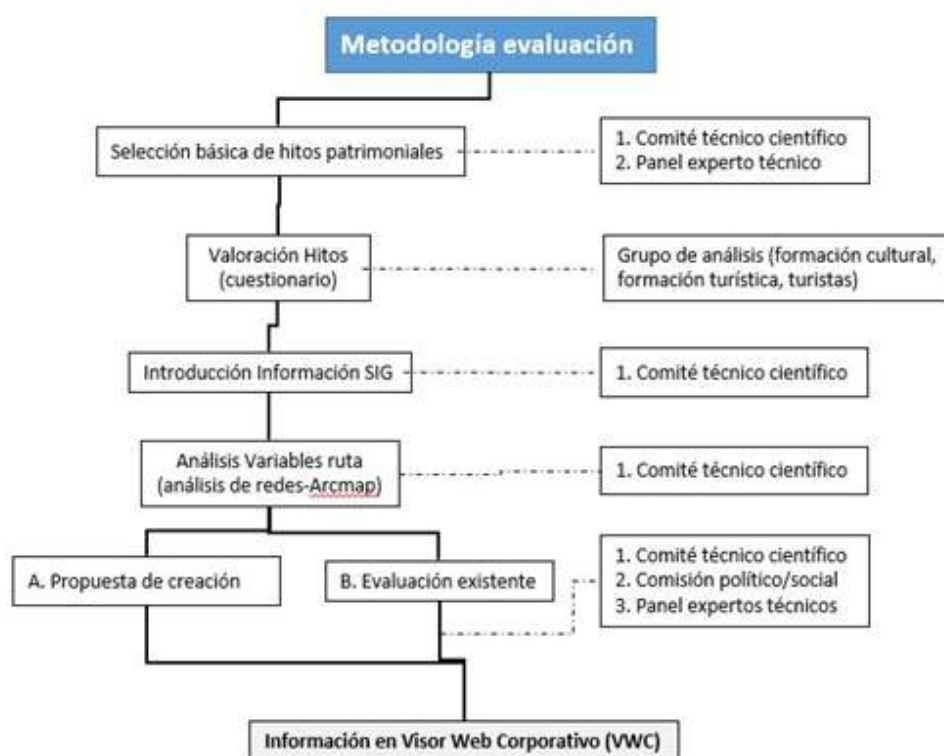 Metodología evaluación
Selección básica de hitos patrimoniales
1. Comité técnico científico
2. Panel experto técnico
Valoración Hitos
(cuestionario)
Grupo de análisis (formación cultural,
formación turística, turistas)
Introducción Información SIG
1. Comité técnico científico
Análisis Variables ruta
(análisis de redes-Arcmap)
1. Comité técnico científico
A. Propuesta de creación
B. Evaluación existente
1. Comité técnico científico
2. Comisión político/social
3. Panel expertos técnicos
Información en Visor Web Corporativo (VWC)